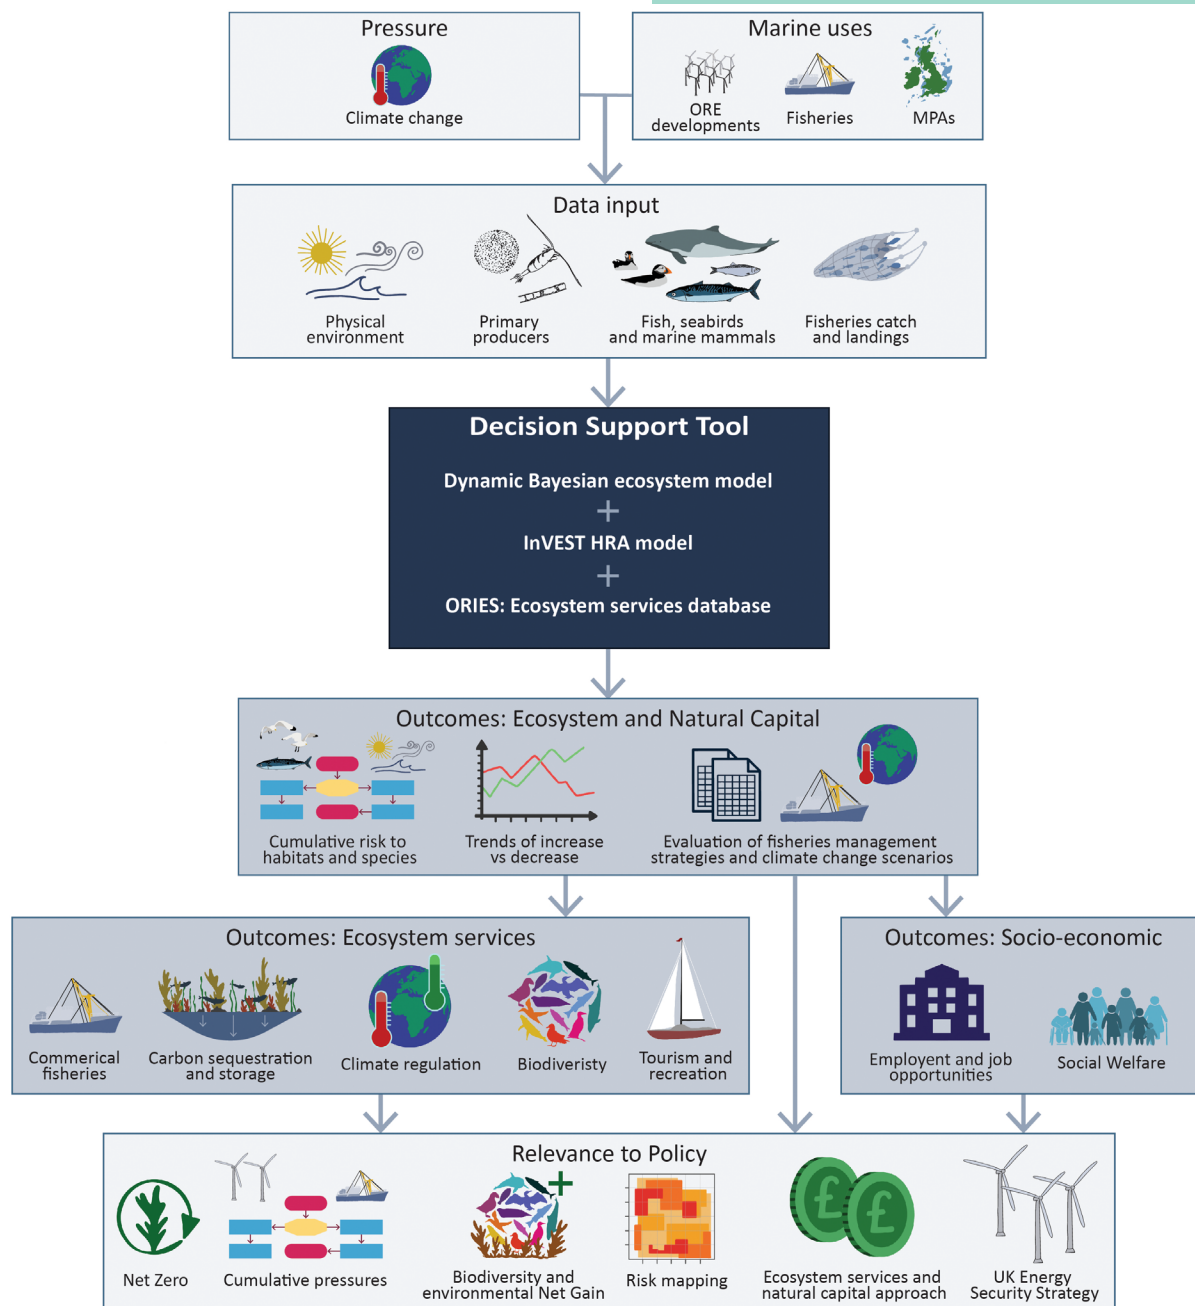 Pressure
Climate change
Marine uses
ORE
developments
Fisheries
MPAs
Data input
Physical
environment
Primary
producers
Fish, seabirds
and marine mammals
Fisheries catch
and landings
Decision Support Tool
Dynamic Bayesian ecosystem model
+
InVEST HRA model
+
ORIES: Ecosystem services database
Outcomes: Ecosystem and Natural Capital
Cumulative risk to
habitats and species
Trends of increase
vs decrease
Evaluation of fisheries management
strategies and climate change scenarios
Outcomes: Ecosystem services
Commerical
fisheries
Carbon sequestration
and storage
Climate regulation
Biodiveristy
Tourism and
recreation
Outcomes: Socio-economic
Employent and job
opportunities
Social Welfare
Relevance to Policy
Net Zero
Cumulative pressures
Biodiversity and
environmental Net Gain
Risk mapping
£
£
Ecosystem services and
natural capital approach
UK Energy
Security Strategy